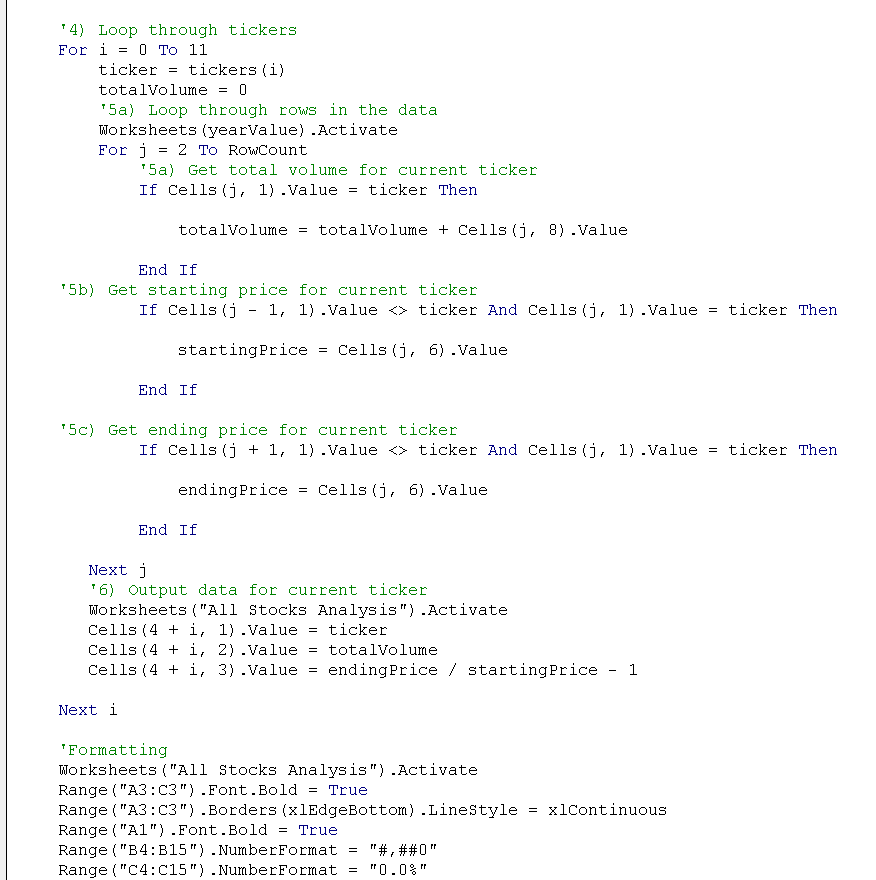 '4) Loop through tickers
For i = 0 To 11
ticker = tickers(i)
totalVolume = 0
'5a) Loop through rows in the data
Worksheets(yearValue).Activate
For j = 2 To RowCount
'5a) Get total volume for current ticker
If Cells(j, 1).Value = ticker Then
totalVolume = totalVolume + Cells(j, 8).Value
End If
'5b) Get starting price for current ticker
If Cells(j - 1, 1).Value <> ticker And Cells(j, 1).Value = ticker Then
startingPrice = Cells(j, 6).Value
End If
'5c) Get ending price for current ticker
If Cells(j + 1, 1).Value <> ticker And Cells(j, 1).Value = ticker Then
endingPrice = Cells(j, 6).Value
End If
Next j
'6) Output data for current ticker
Worksheets("All Stocks Analysis").Activate
Cells(4 + i, 1).Value = ticker
Cells(4 + i, 2).Value = totalVolume
Cells(4 + i, 3).Value = endingPrice / startingPrice - 1
Next i
'Formatting
Worksheets("All Stocks Analysis").Activate
Range("A3:C3").Font.Bold = True
Range("A3:C3").Borders(xlEdgeBottom).LineStyle = xlContinuous
Range("A1").Font.Bold = True
Range("B4:B15").NumberFormat = "#,##0"
Range("C4:C15").NumberFormat = "0.0%"